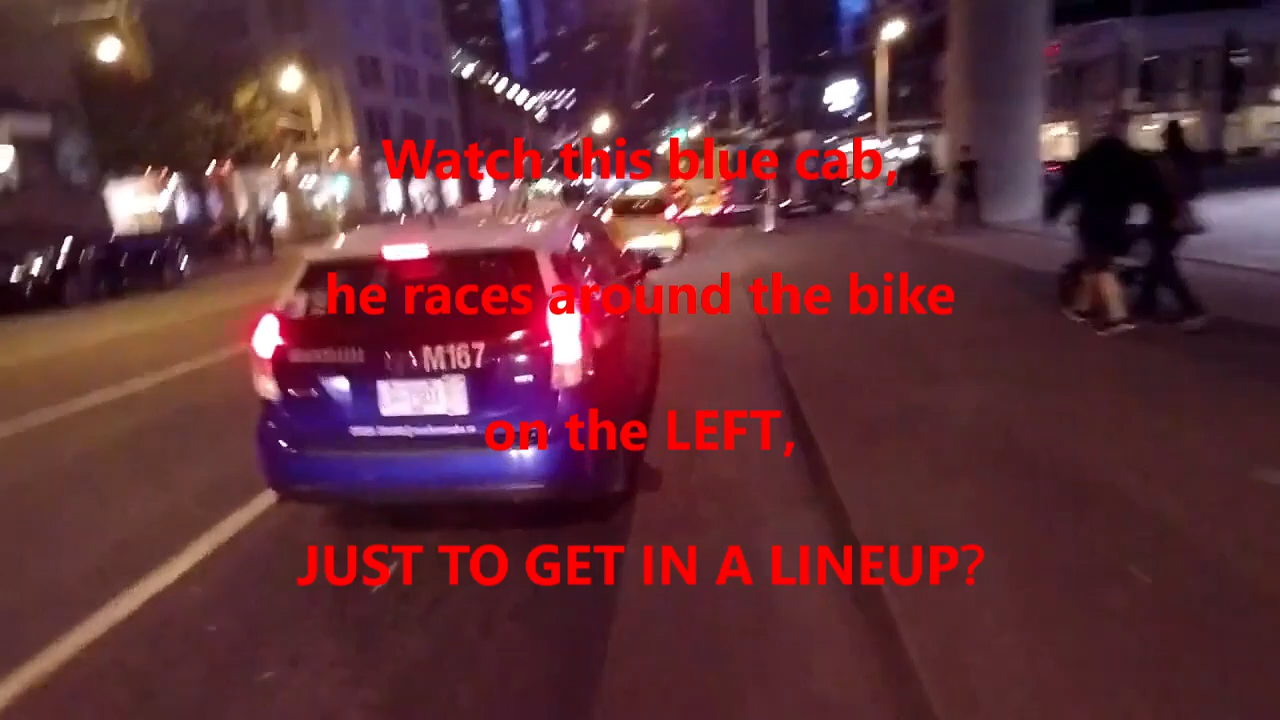 Watch this blue cab,
he races around the bike
M167
on the LEFT,
JUST TO GET IN A LINEUP?